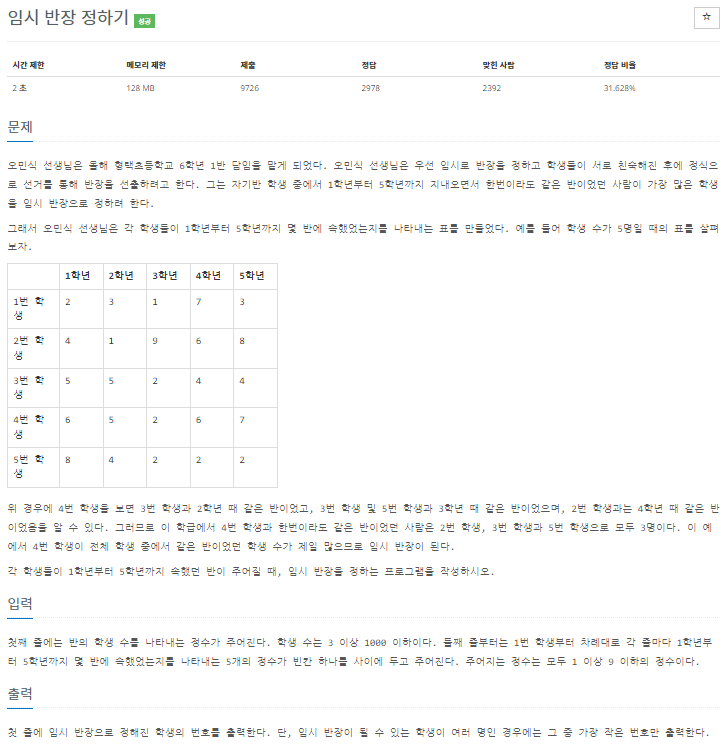 임시 반장 정하기 성공
☆
시간 제한 메모리 제한 제출 정답 맞힌 사람 정답 비율
2 초 128 MB 9726 2978 2392 31.628%
문제
오민식 선생님은 올해 형택초등학교 6학년 1반 담임을 맡게 되었다. 오민식 선생님은 우선 임시로 반장을 정하고 학생들이 서로 친숙해진 후에 정식으
로 선거를 통해 반장을 선출하려고 한다. 그는 자기반 학생 중에서 1학년부터 5학년까지 지내오면서 한번이라도 같은 반이었던 사람이 가장 많은 학생
을 임시 반장으로 정하려 한다.
그래서 오민식 선생님은 각 학생들이 1학년부터 5학년까지 몇 반에 속했었는지를 나타내는 표를 만들었다. 예를 들어 학생 수가 5명일 때의 표를 살펴
보자.
1학년 2학년 3학년 4학년 5학년
1번 학
생 2 3 1 7 3
2번 학
생 4 1 9 6 8
3번 학
생 5 5 2 4 4
4번 학
생 6 5 2 6 7
5번 학
생 8 4 2 2 2
위 경우에 4번 학생을 보면 3번 학생과 2학년 때 같은 반이었고, 3번 학생 및 5번 학생과 3학년 때 같은 반이었으며, 2번 학생과는 4학년 때 같은 반
이었음을 알 수 있다. 그러므로 이 학급에서 4번 학생과 한번이라도 같은 반이었던 사람은 2번 학생, 3번 학생과 5번 학생으로 모두 3명이다. 이 예
에서 4번 학생이 전체 학생 중에서 같은 반이었던 학생 수가 제일 많으므로 임시 반장이 된다.
각 학생들이 1학년부터 5학년까지 속했던 반이 주어질 때, 임시 반장을 정하는 프로그램을 작성하시오.
입력
첫째 줄에는 반의 학생 수를 나타내는 정수가 주어진다. 학생 수는 3 이상 1000 이하이다. 둘째 줄부터는 1번 학생부터 차례대로 각 줄마다 1학년부
터 5학년까지 몇 반에 속했었는지를 나타내는 5개의 정수가 빈칸 하나를 사이에 두고 주어진다. 주어지는 정수는 모두 1 이상 9 이하의 정수이다.
출력
첫 줄에 임시 반장으로 정해진 학생의 번호를 출력한다. 단, 임시 반장이 될 수 있는 학생이 여러 명인 경우에는 그 중 가장 작은 번호만 출력한다.